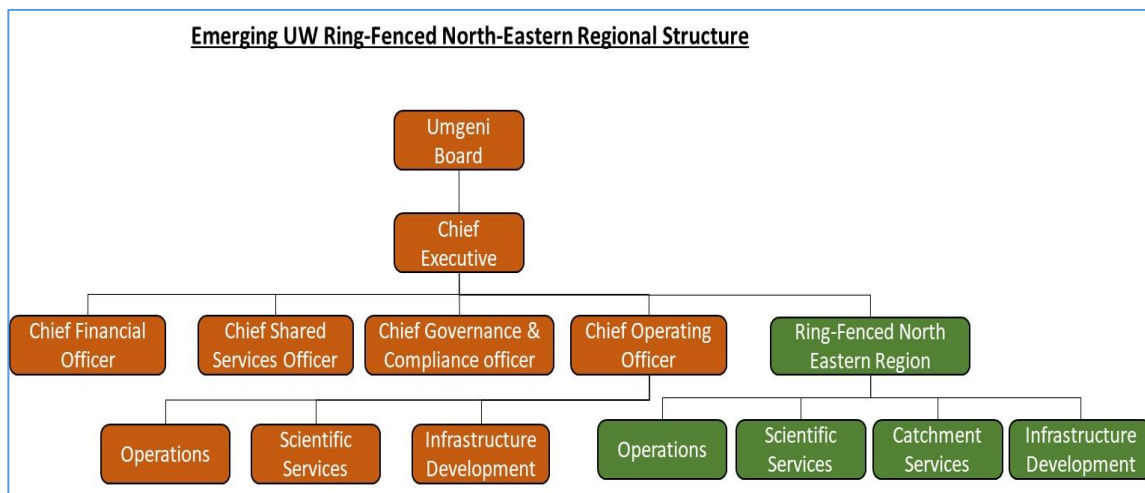 Emerging UW Ring-Fenced North-Eastern Regional Structure
Umgeni
Board
Chief
Executive
Chief Financial
Officer
Chief Shared
Services Officer
Chief Governance &
Compliance officer
Chief Operating
Officer
Ring-Fenced North
Eastern Region
Operations
Scientific
Services
Infrastructure
Development
Operations
Scientific
Services
Catchment
Services
Infrastructure
Development